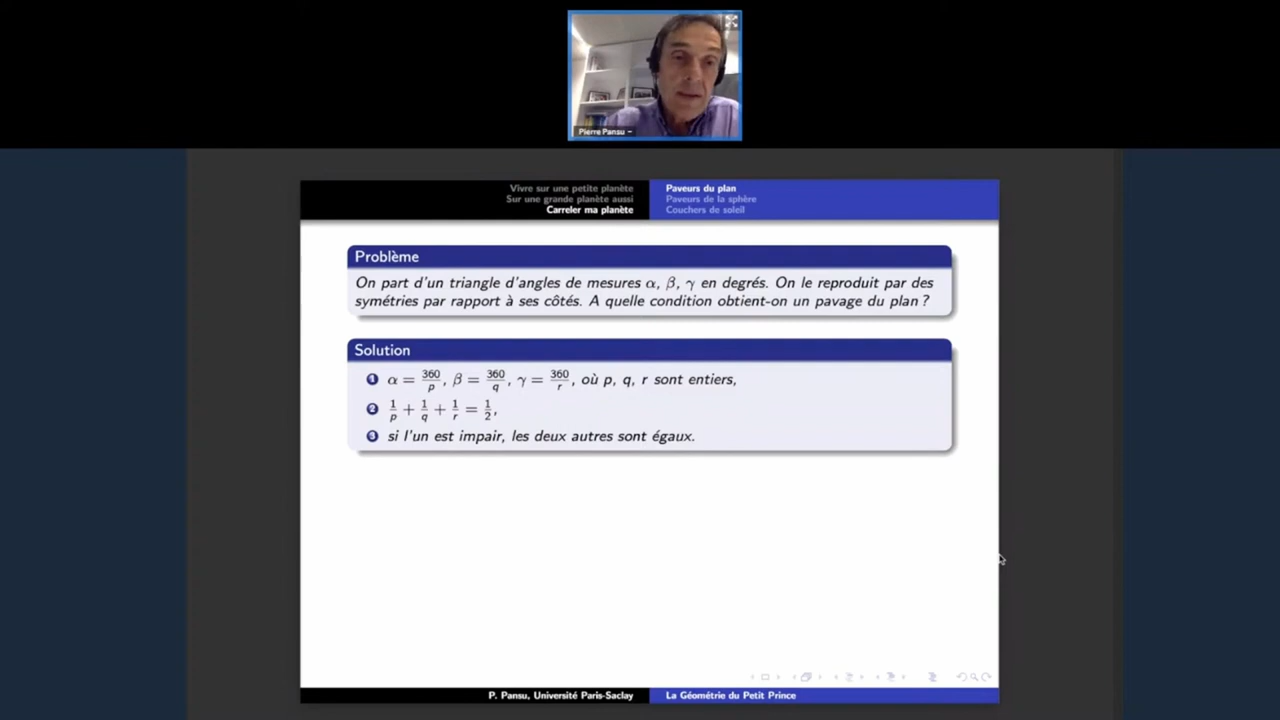 Pierre Pansu
Vivre sur une petite planète
Sur une grande planète aussi
Carreler ma planète
Paveurs du plan
Paveurs de la sphère
Couchers de soleil
Problème
On part d'un triangle d'angles de mesures α, β, γ en degrés. On le reproduit par des
symétries par rapport à ses côtés. A quelle condition obtient-on un pavage du plan ?
Solution
1 α = 360/p, β = 360/q, γ = 360/r, où p, q, r sont entiers,
2 1/p + 1/q + 1/r = 1/2,
3 si l'un est impair, les deux autres sont égaux.
P. Pansu, Université Paris-Saclay
La Géométrie du Petit Prince